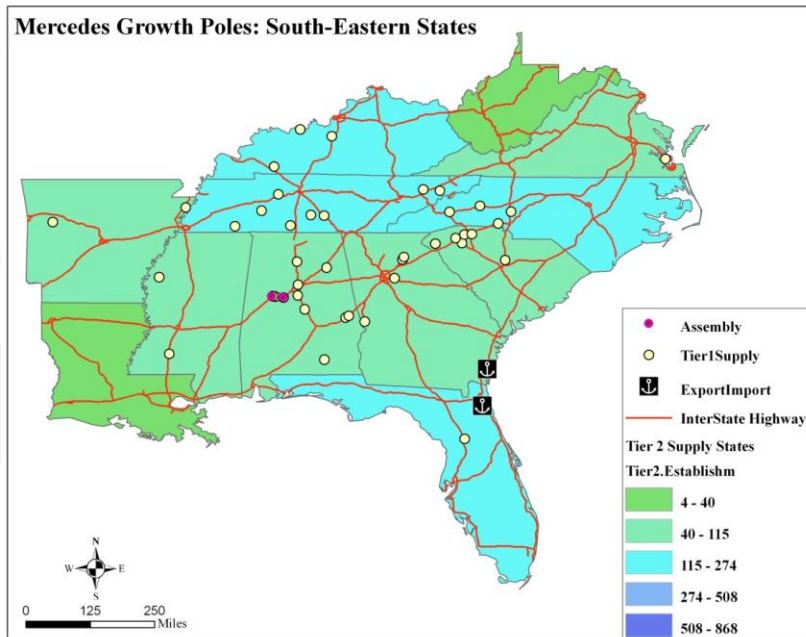 Mercedes Growth Poles: South-Eastern States
Assembly
Tier1Supply
ExportImport
InterState Highway
Tier 2 Supply States
Tier2.Establishm
4 - 40
40 - 115
115 - 274
274 - 508
508 - 868
N
W E
S
0 125 250
Miles